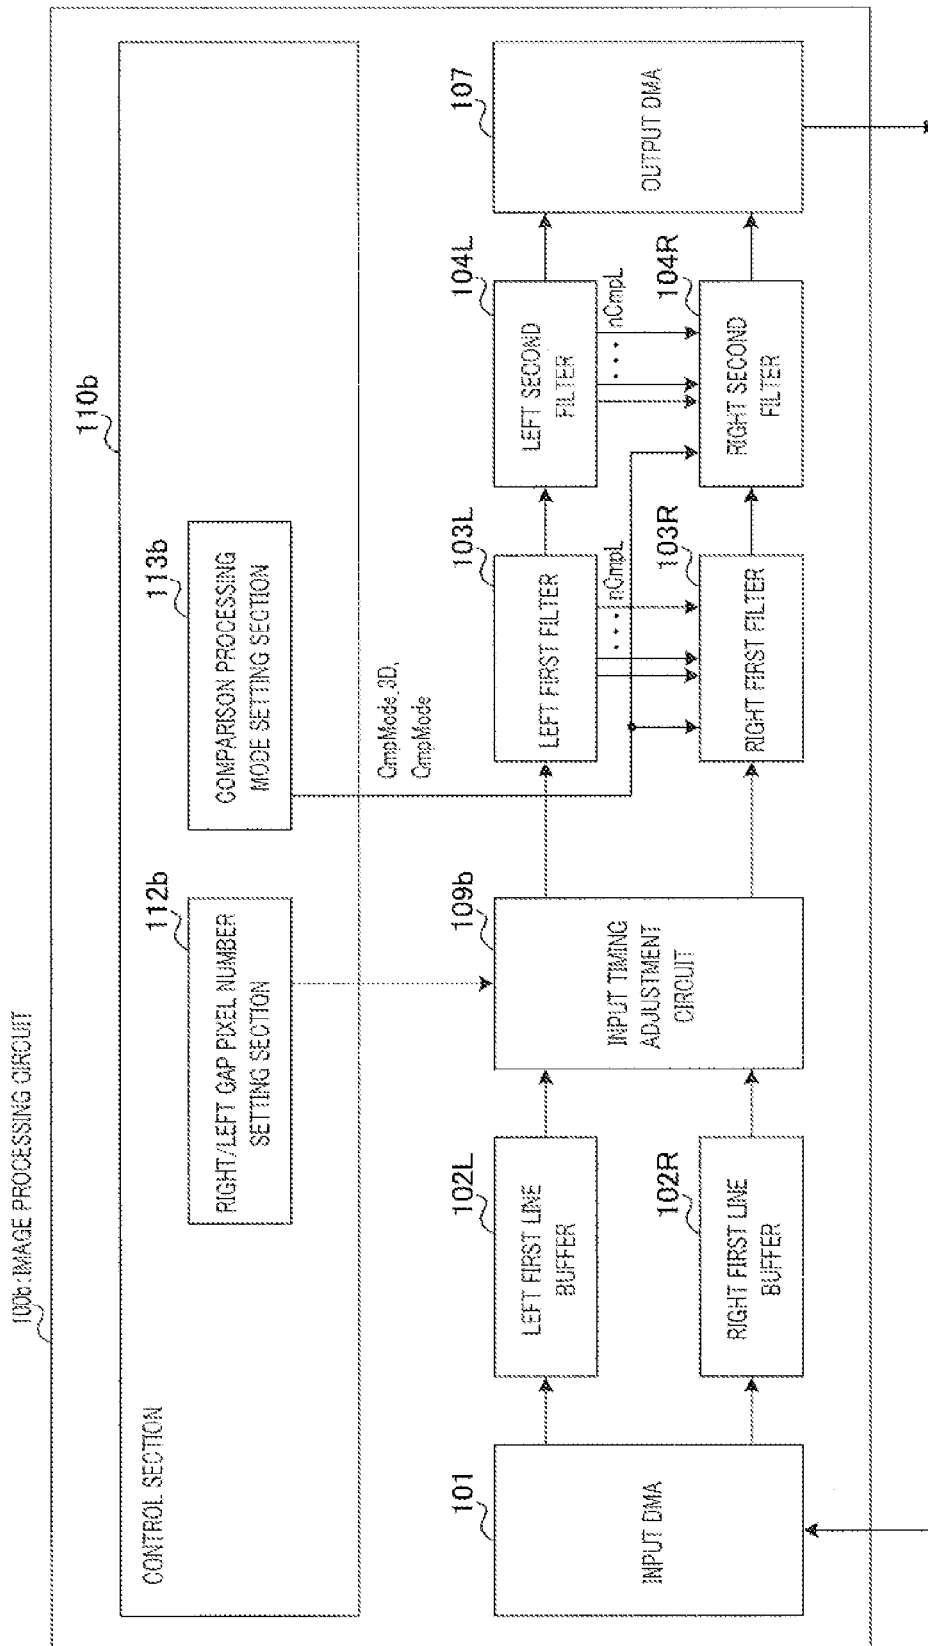 100b:IMAGE PROCESSING CIRCUIT
110b
CONTROL SECTION
112b
RIGHT/LEFT GAP PIXEL NUMBER
SETTING SECTION
113b
COMPARISON PROCESSING
MODE SETTING SECTION
CmpMode_3D,
CmpMode
101
INPUT DMA
102L
LEFT FIRST LINE
BUFFER
102R
RIGHT FIRST LINE
BUFFER
109b
INPUT TIMING
ADJUSTMENT
CIRCUIT
103L
LEFT FIRST FILTER
··· nCmpL
103R
RIGHT FIRST FILTER
104L
LEFT SECOND
FILTER
··· nCmpL
104R
RIGHT SECOND
FILTER
107
OUTPUT DMA